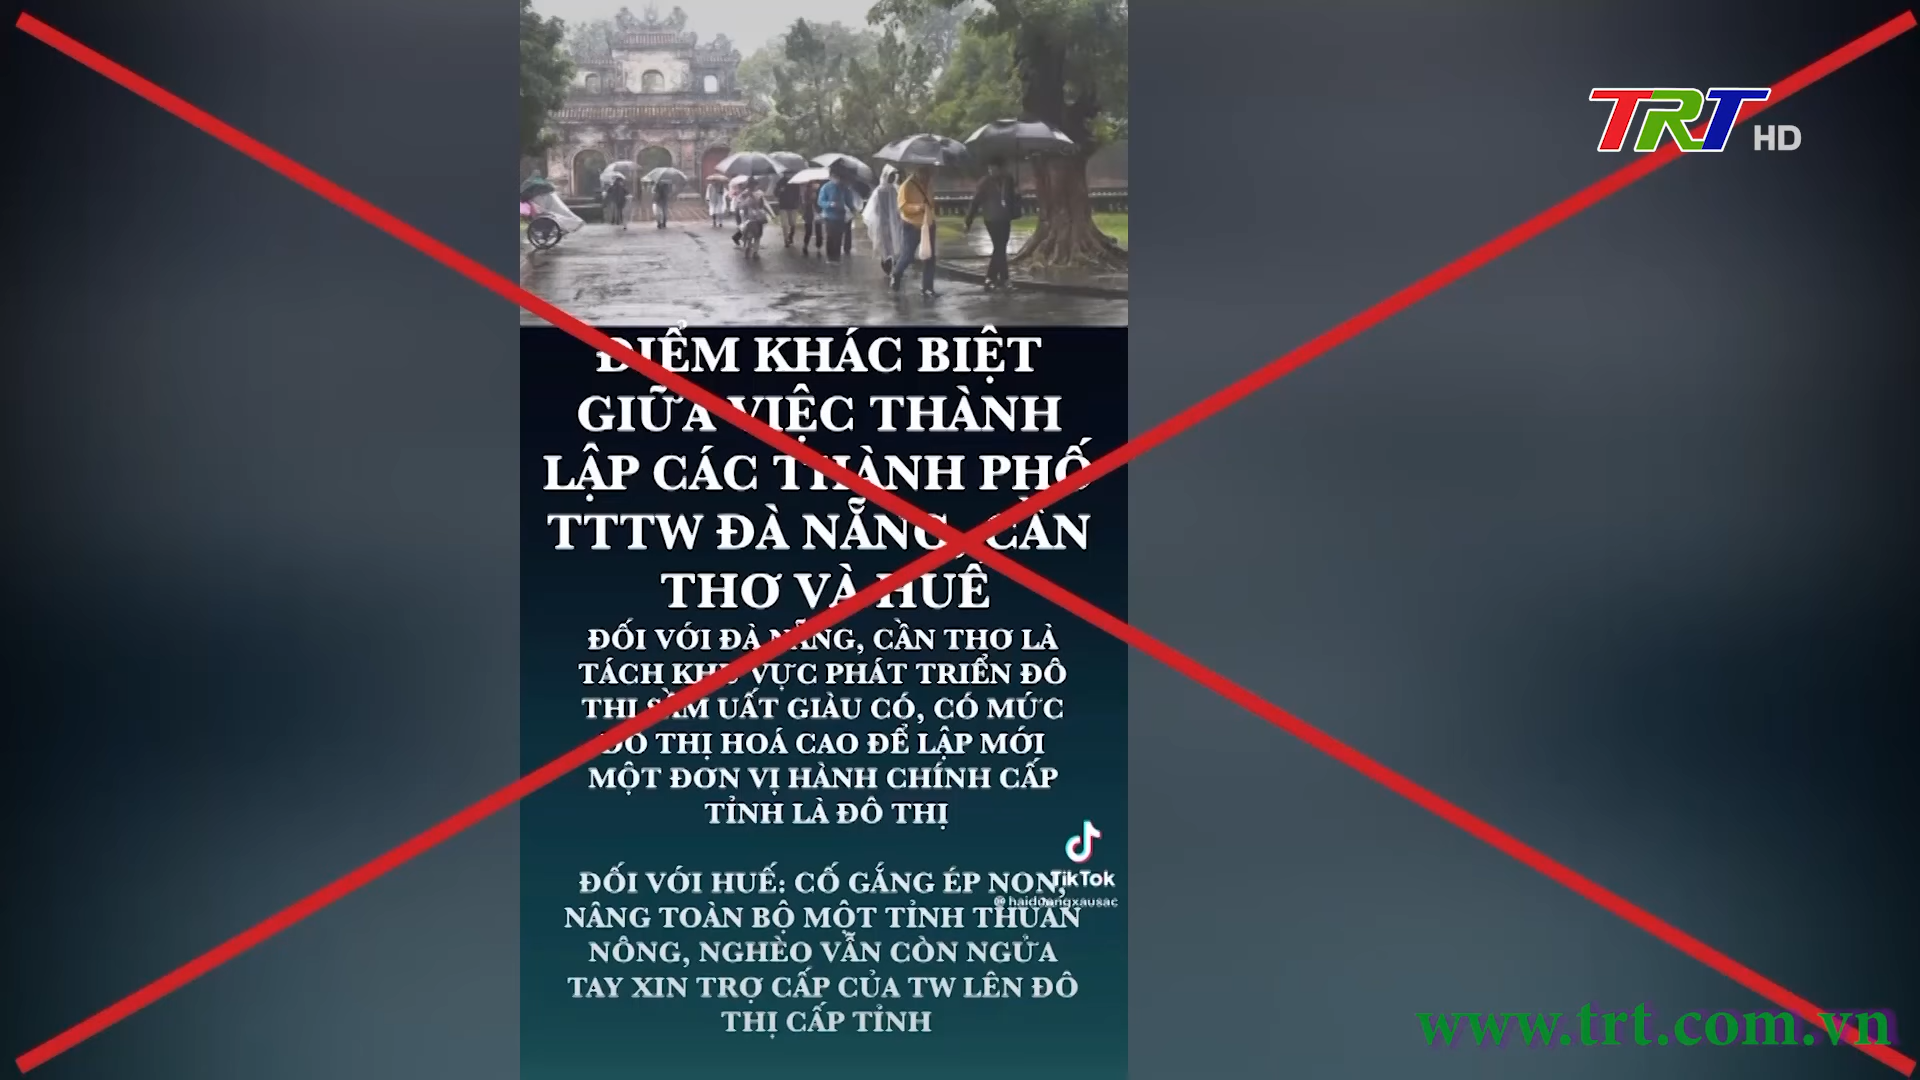 TRT HD
ĐIỂM KHÁC BIỆT
GIỮA VIỆC THÀNH
LẬP CÁC THÀNH PHỐ
TTTW ĐÀ NẴNG, CẦN
THƠ VÀ HUẾ
ĐỐI VỚI ĐÀ NẴNG, CẦN THƠ LÀ
TÁCH KHU VỰC PHÁT TRIỂN ĐÔ
THỊ SẦM UẤT GIÀU CÓ, CÓ MỨC
ĐÔ THỊ HOÁ CAO ĐỂ LẬP MỚI
MỘT ĐƠN VỊ HÀNH CHÍNH CẤP
TỈNH LÀ ĐÔ THỊ
ĐỐI VỚI HUẾ: CỐ GẮNG ÉP NON,
NÂNG TOÀN BỘ MỘT TỈNH THUẦN
NÔNG, NGHÈO VẪN CÒN NGỬA
TAY XIN TRỢ CẤP CỦA TW LÊN ĐÔ
THỊ CẤP TỈNH
TikTok
@haiduongxausac
www.trt.com.vn